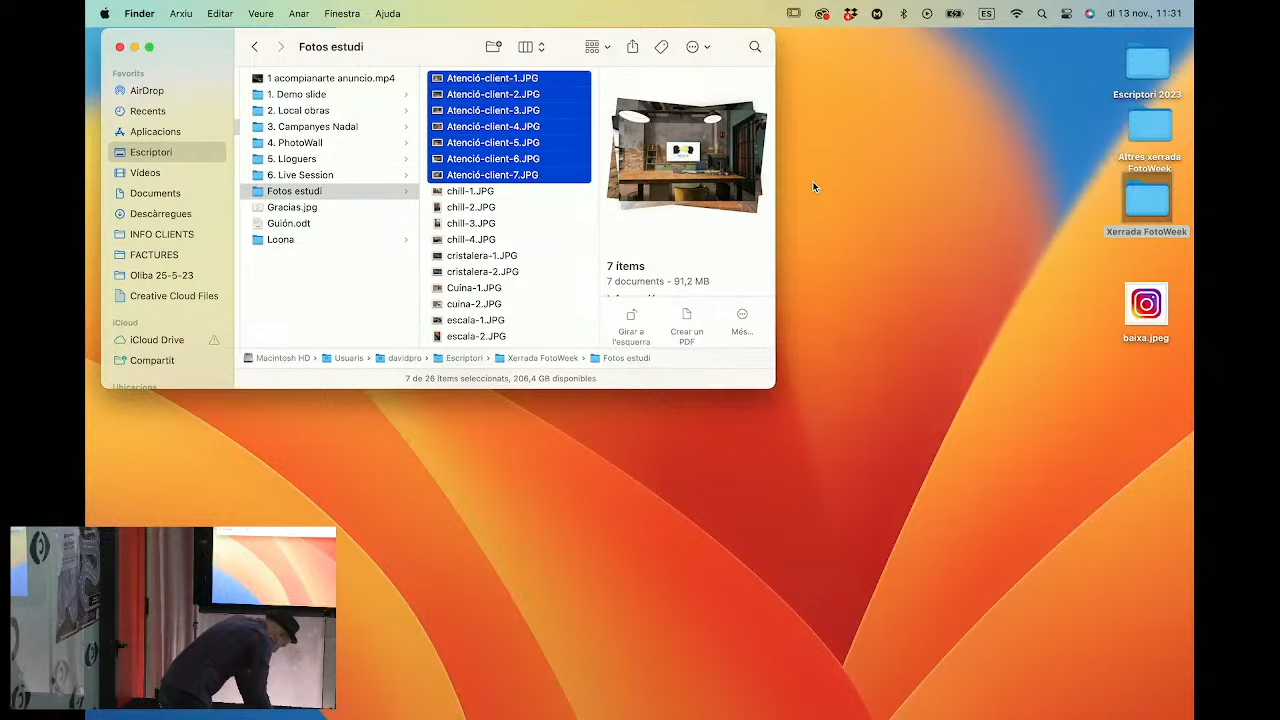 Finder Arxiu Editar Veure Anar Finestra Ajuda
ES dl 13 nov., 11:31
Fotos estudi
Favorits
AirDrop
Recents
Aplicacions
Escriptori
Vídeos
Documents
Descàrregues
INFO CLIENTS
FACTURES
Oliba 25-5-23
Creative Cloud Files
iCloud
iCloud Drive
Compartit
Ubicacions
1 acompianarte anuncio.mp4
1. Demo slide
2. Local obras
3. Campanyes Nadal
4. PhotoWall
5. Lloguers
6. Live Session
Fotos estudi
Gracias.jpg
Guión.odt
Loona
Atenció-client-1.JPG
Atenció-client-2.JPG
Atenció-client-3.JPG
Atenció-client-4.JPG
Atenció-client-5.JPG
Atenció-client-6.JPG
Atenció-client-7.JPG
chill-1.JPG
chill-2.JPG
chill-3.JPG
chill-4.JPG
cristalera-1.JPG
cristalera-2.JPG
Cuina-1.JPG
cuina-2.JPG
escala-1.JPG
escala-2.JPG
7 ítems
7 documents - 91,2 MB
Girar a l'esquerra
Crear un PDF
Més...
Macintosh HD › Usuaris › davidpro › Escriptori › Xerrada FotoWeek › Fotos estudi
7 de 26 ítems seleccionats, 206,4 GB disponibles
Escriptori 2023
Altres xerrada
FotoWeek
Xerrada FotoWeek
baixa.jpeg